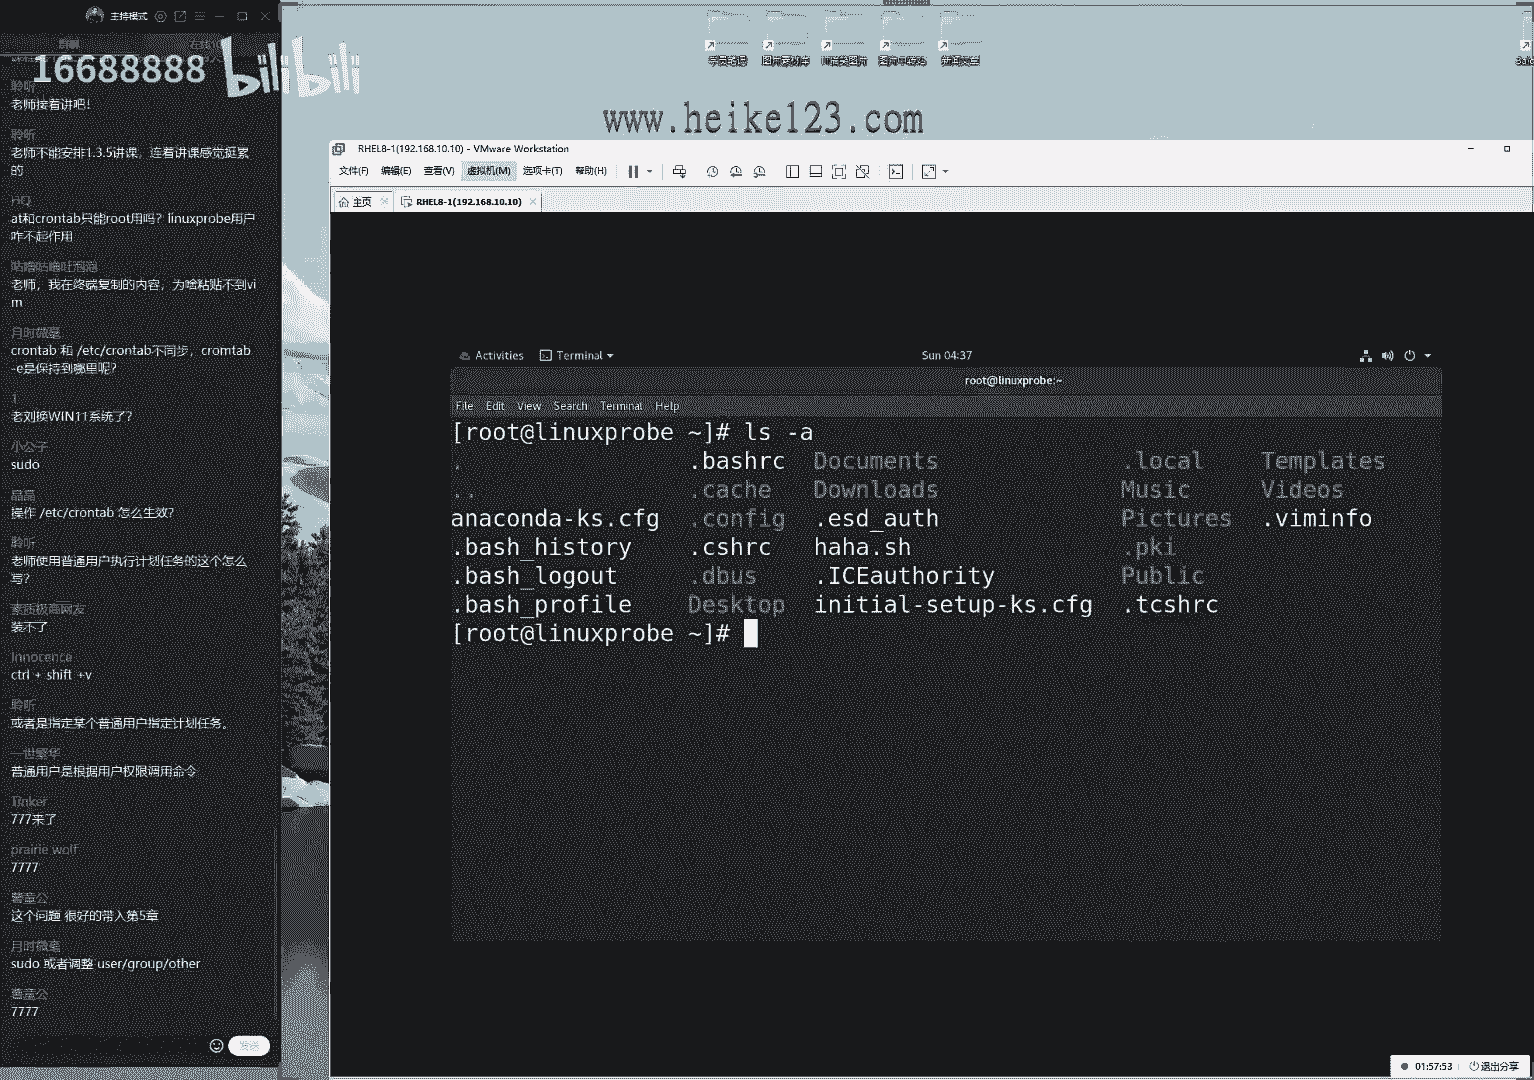 主持模式
16688888
bilibili
聆听
老师接着讲吧!
聆听
老师不能安排1.3.5讲课，连着讲课感觉挺累
的
HQ
at和crontab只能root用吗？linuxprobe用户
咋不起作用
咕噜咕噜吐泡泡
老师，我在终端复制的内容，为啥粘贴不到vi
m
crontab 和 /etc/crontab不同步，cromtab
-e是保持到哪里呢?
老刘换WIN11系统了?
小公子
sudo
晶晶
操作 /etc/crontab 怎么生效?
聆听
老师使用普通用户执行计划任务的这个怎么
写?
装不了
Innocence
ctrl + shift +v
聆听
或者是指定某个普通用户指定计划任务。
一世繁华
普通用户是根据用户权限调用命令
Tinker
777来了
prairie wolf
7777
这个问题 很好的带入第5章
sudo 或者调整 user/group/other
7777
发送
www.heike123.com
RHEL8-1(192.168.10.10) - VMware Workstation
文件(F) 编辑(E) 查看(V) 虚拟机(M) 选项卡(T) 帮助(H)
主页 RHEL8-1(192.168.10.10)
Activities Terminal Sun 04:37
root@linuxprobe:~
File Edit View Search Terminal Help
[root@linuxprobe ~]# ls -a
. .bashrc Documents .local Templates
.. .cache Downloads Music Videos
anaconda-ks.cfg .config .esd_auth Pictures .viminfo
.bash_history .cshrc haha.sh .pki
.bash_logout .dbus .ICEauthority Public
.bash_profile Desktop initial-setup-ks.cfg .tcshrc
[root@linuxprobe ~]#
01:57:53 退出分享